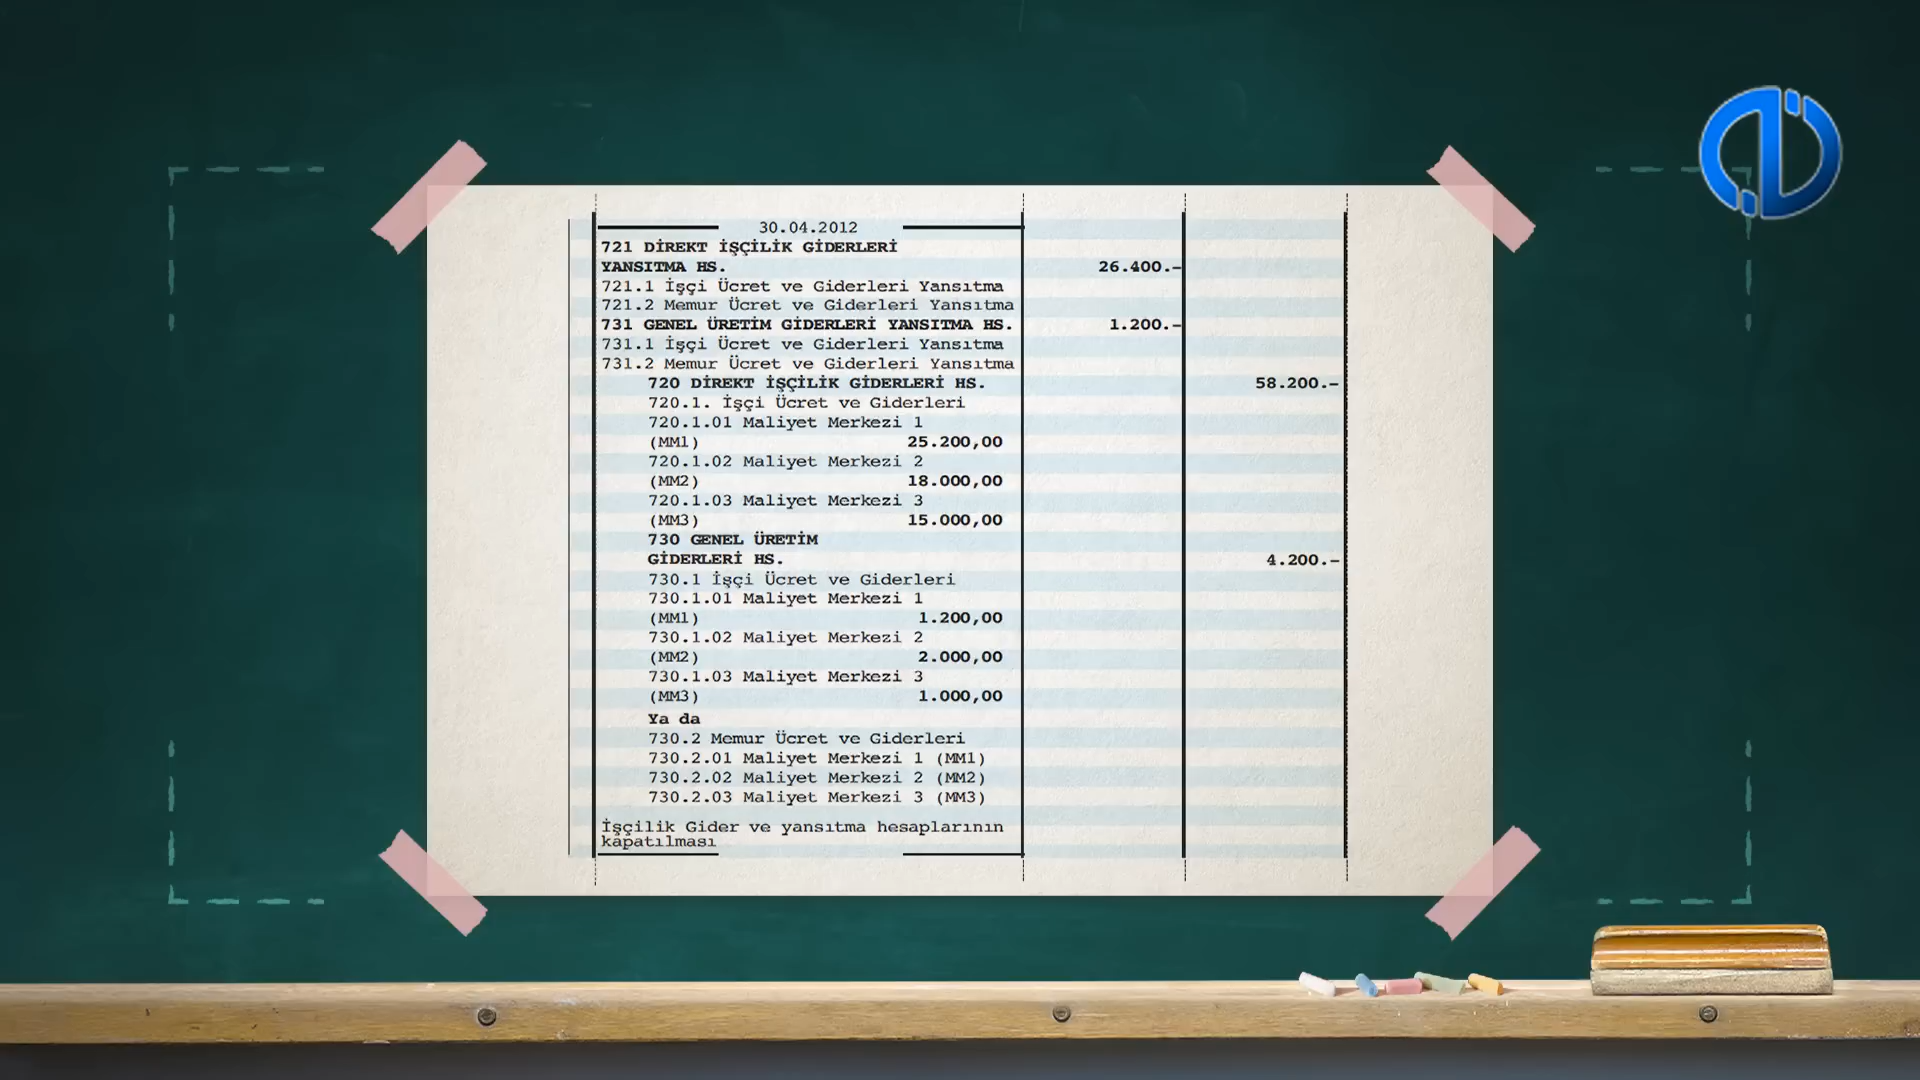 30.04.2012
721 DİREKT İŞÇİLİK GİDERLERİ
YANSITMA HS. 26.400.-
721.1 İşçi Ücret ve Giderleri Yansıtma
721.2 Memur Ücret ve Giderleri Yansıtma
731 GENEL ÜRETİM GİDERLERİ YANSITMA HS. 1.200.-
731.1 İşçi Ücret ve Giderleri Yansıtma
731.2 Memur Ücret ve Giderleri Yansıtma
720 DİREKT İŞÇİLİK GİDERLERİ HS. 58.200.-
720.1. İşçi Ücret ve Giderleri
720.1.01 Maliyet Merkezi 1
(MM1) 25.200,00
720.1.02 Maliyet Merkezi 2
(MM2) 18.000,00
720.1.03 Maliyet Merkezi 3
(MM3) 15.000,00
730 GENEL ÜRETİM
GİDERLERİ HS. 4.200.-
730.1 İşçi Ücret ve Giderleri
730.1.01 Maliyet Merkezi 1
(MM1) 1.200,00
730.1.02 Maliyet Merkezi 2
(MM2) 2.000,00
730.1.03 Maliyet Merkezi 3
(MM3) 1.000,00
Ya da
730.2 Memur Ücret ve Giderleri
730.2.01 Maliyet Merkezi 1 (MM1)
730.2.02 Maliyet Merkezi 2 (MM2)
730.2.03 Maliyet Merkezi 3 (MM3)
İşçilik Gider ve yansıtma hesaplarının
kapatılması